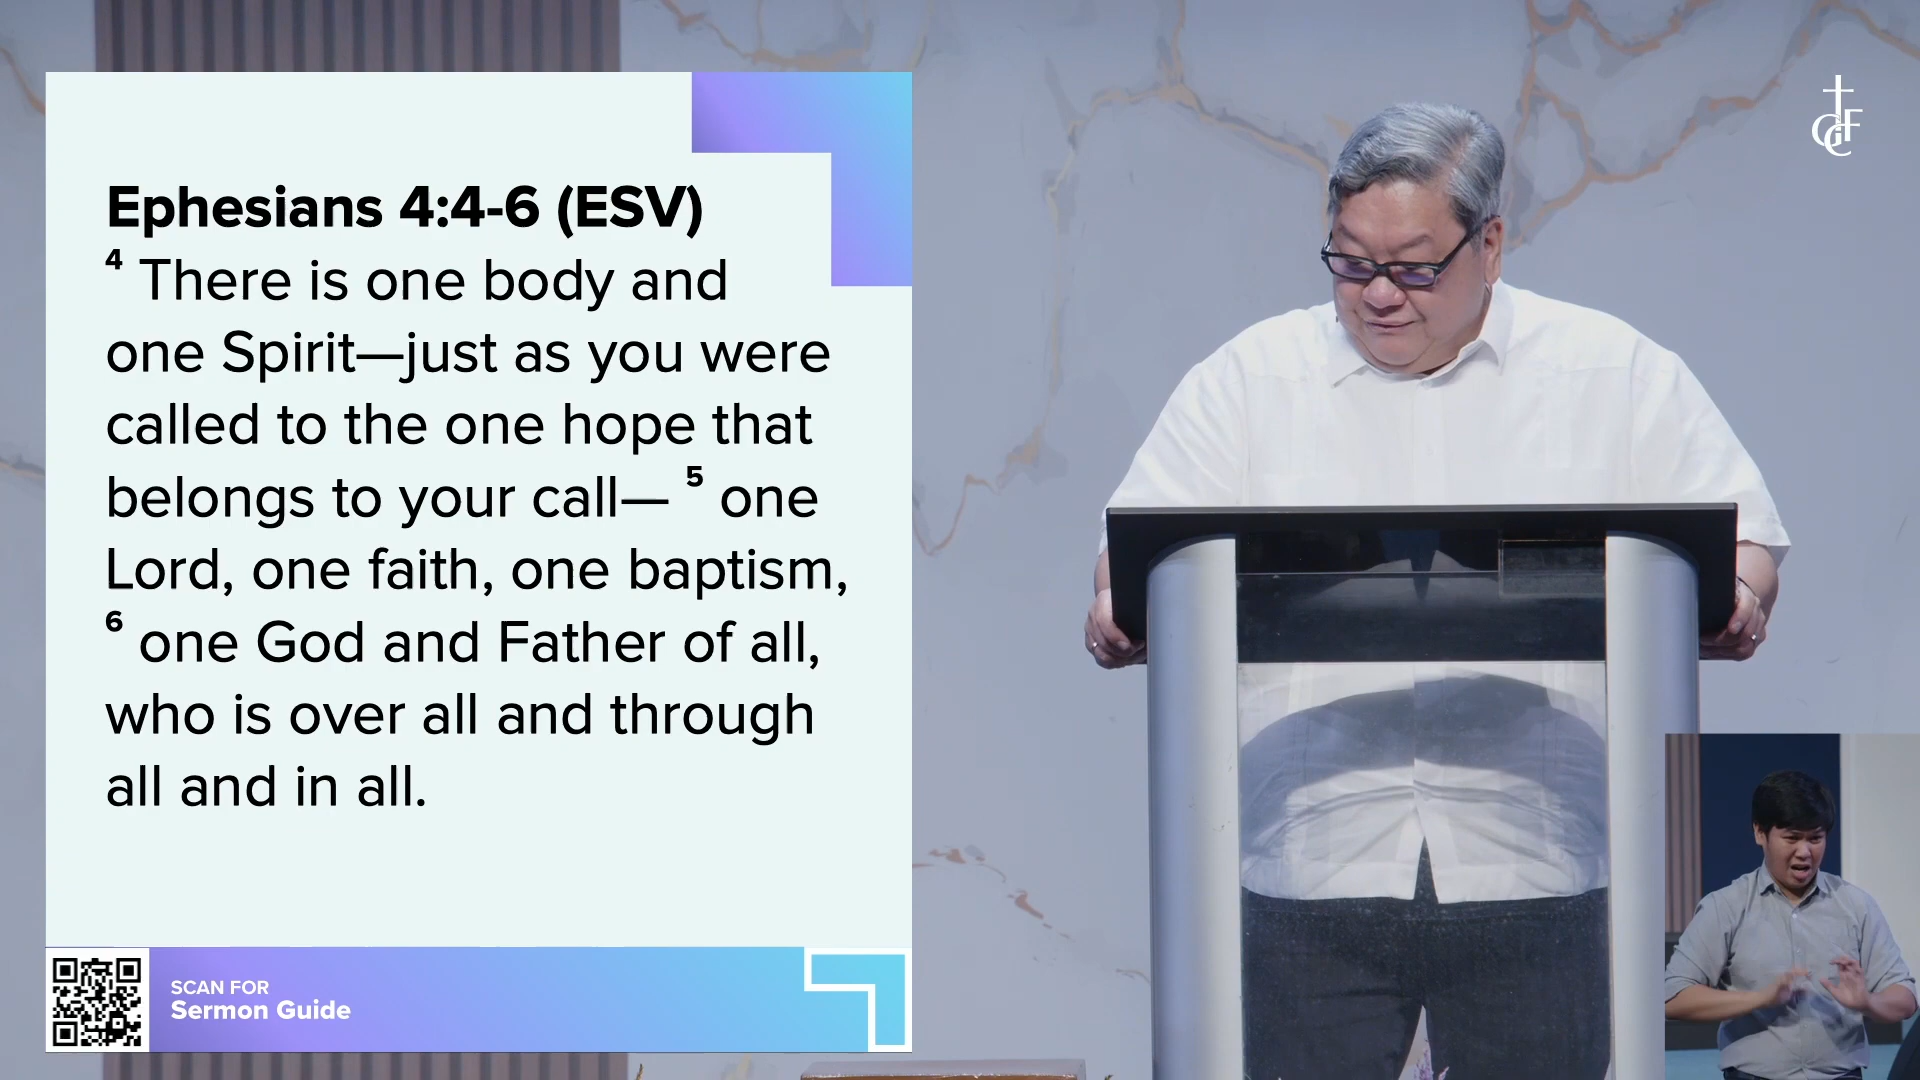 Ephesians 4:4-6 (ESV)
⁴ There is one body and
one Spirit—just as you were
called to the one hope that
belongs to your call— ⁵ one
Lord, one faith, one baptism,
⁶ one God and Father of all,
who is over all and through
all and in all.
SCAN FOR
Sermon Guide
GCF